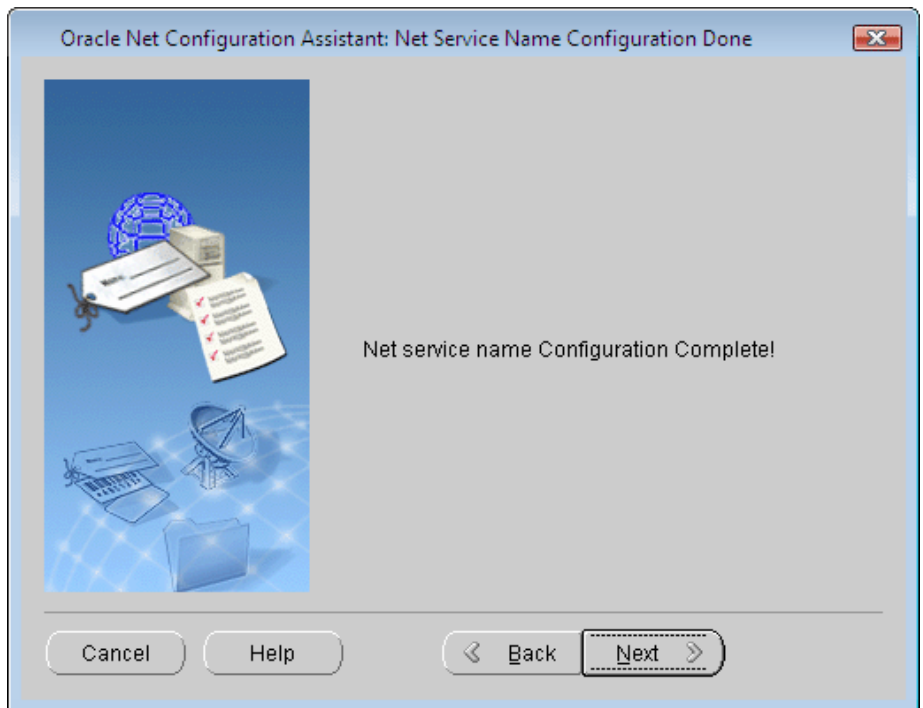 Oracle Net Configuration Assistant: Net Service Name Configuration Done
Net service name Configuration Complete!
Cancel
Help
Back
Next